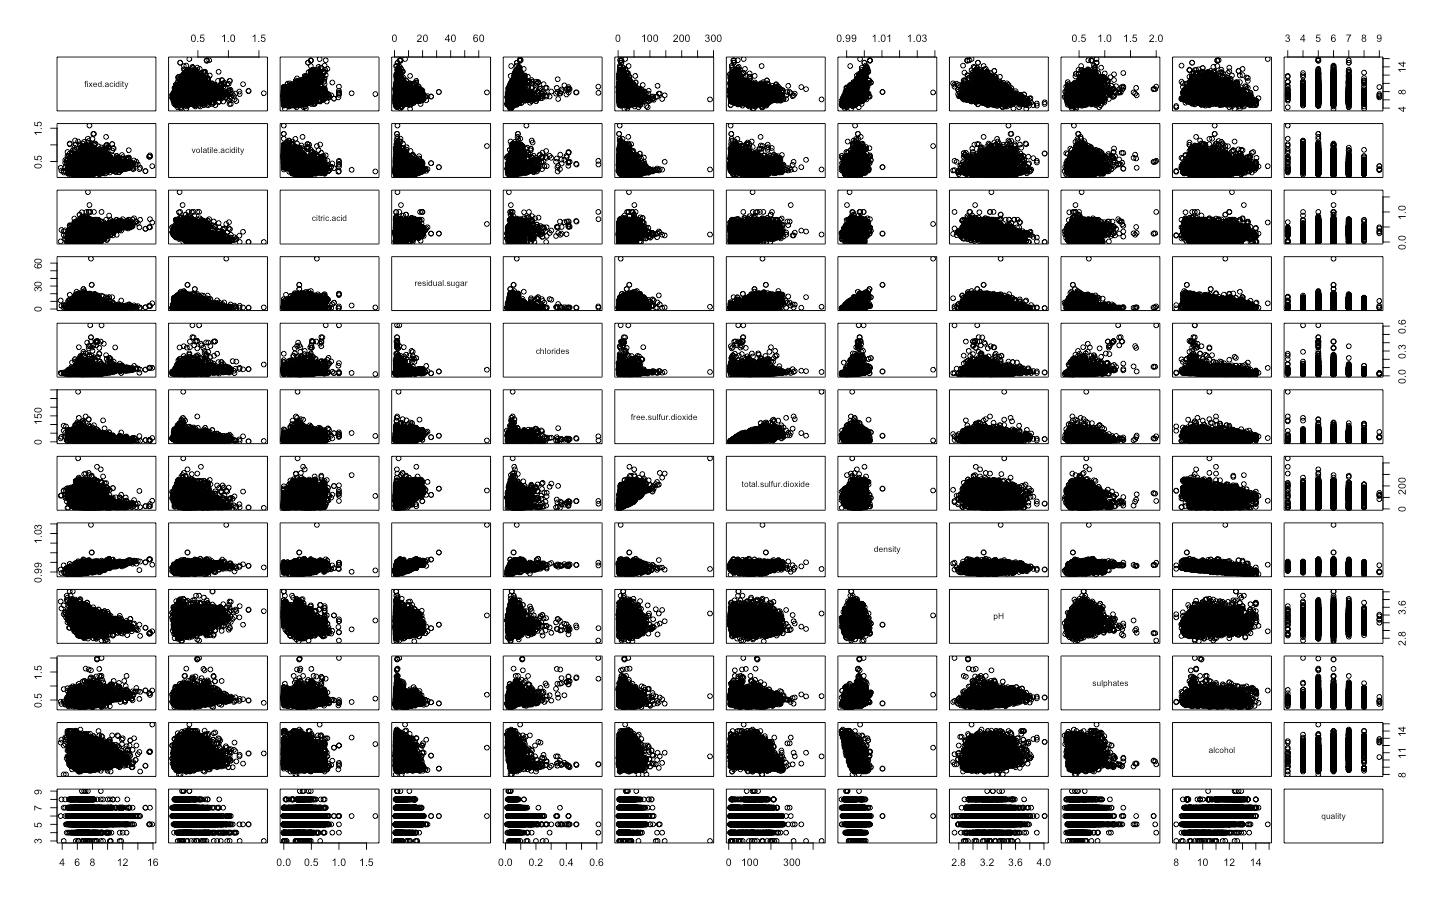 0.5 1.0 1.5 0 20 40 60 0 100 200 300 0.99 1.01 1.03 0.5 1.0 1.5 2.0 3 4 5 6 7 8 9
fixed.acidity 4 8 14
0.5 1.5 volatile.acidity
citric.acid 0.0 1.0
0 30 60 residual.sugar
chlorides 0.0 0.3 0.6
0 150 free.sulfur.dioxide
total.sulfur.dioxide 0 200
0.99 1.03 density
pH 2.8 3.6
0.5 1.5 sulphates
alcohol 8 11 14
3 5 7 9 quality
4 6 8 12 16 0.0 0.5 1.0 1.5 0.0 0.2 0.4 0.6 0 100 300 2.8 3.2 3.6 4.0 8 10 12 14